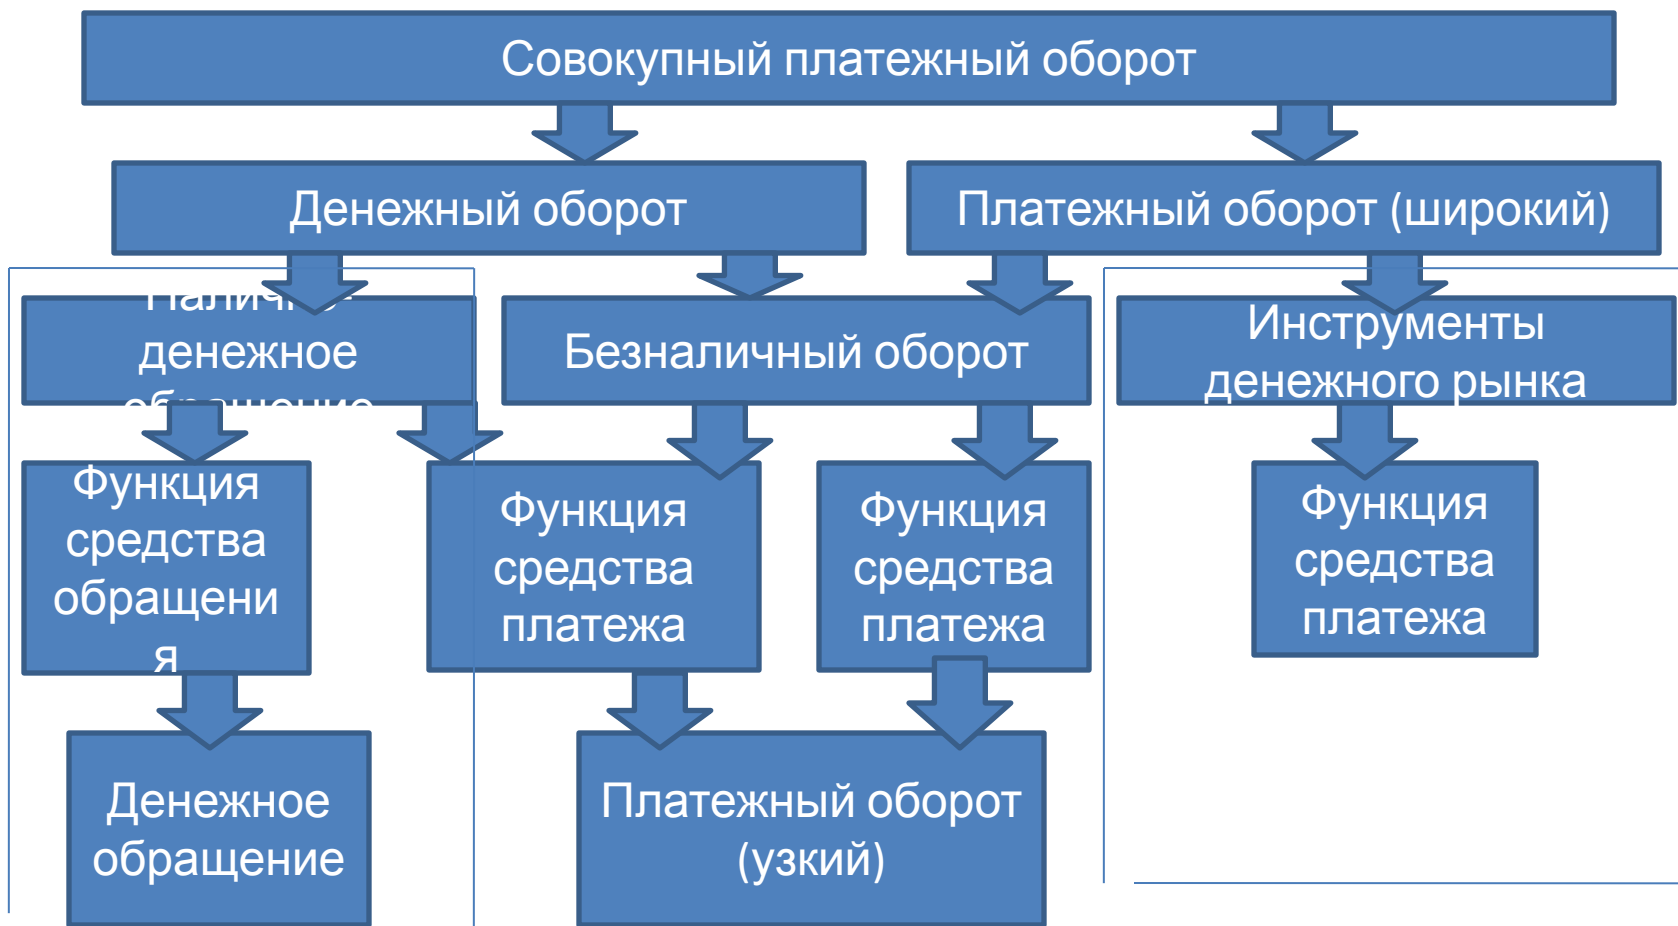 Совокупный платежный оборот
Денежный оборот
Платежный оборот (широкий)
денежное
обращение
Безналичный оборот
Инструменты
денежного рынка
Функция
средства
обращени
я
Функция
средства
платежа
Функция
средства
платежа
Функция
средства
платежа
Денежное
обращение
Платежный оборот
(узкий)